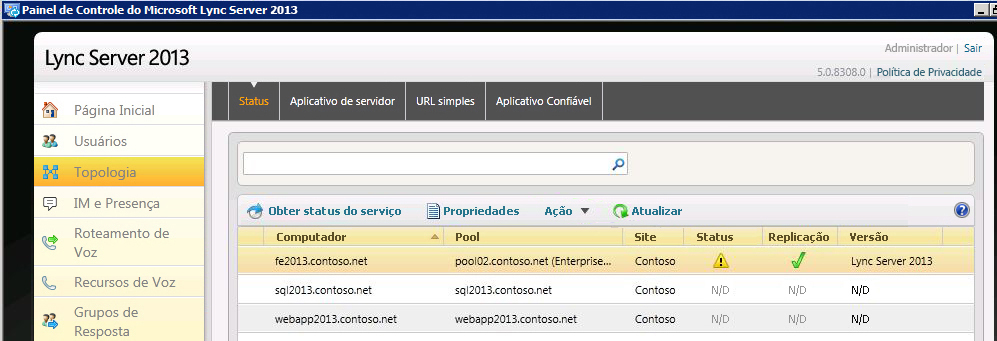 Painel de Controle do Microsoft Lync Server 2013
Lync Server 2013
Administrador | Sair
5.0.8308.0 | Política de Privacidade
Página Inicial
Usuários
Topologia
IM e Presença
Roteamento de
Voz
Recursos de Voz
Grupos de
Resposta
Status Aplicativo de servidor URL simples Aplicativo Confiável
Obter status do serviço Propriedades Ação Atualizar
Computador Pool Site Status Replicação Versão
fe2013.contoso.net pool02.contoso.net (Enterprise... Contoso Lync Server 2013
sql2013.contoso.net sql2013.contoso.net Contoso N/D N/D N/D
webapp2013.contoso.net webapp2013.contoso.net Contoso N/D N/D N/D